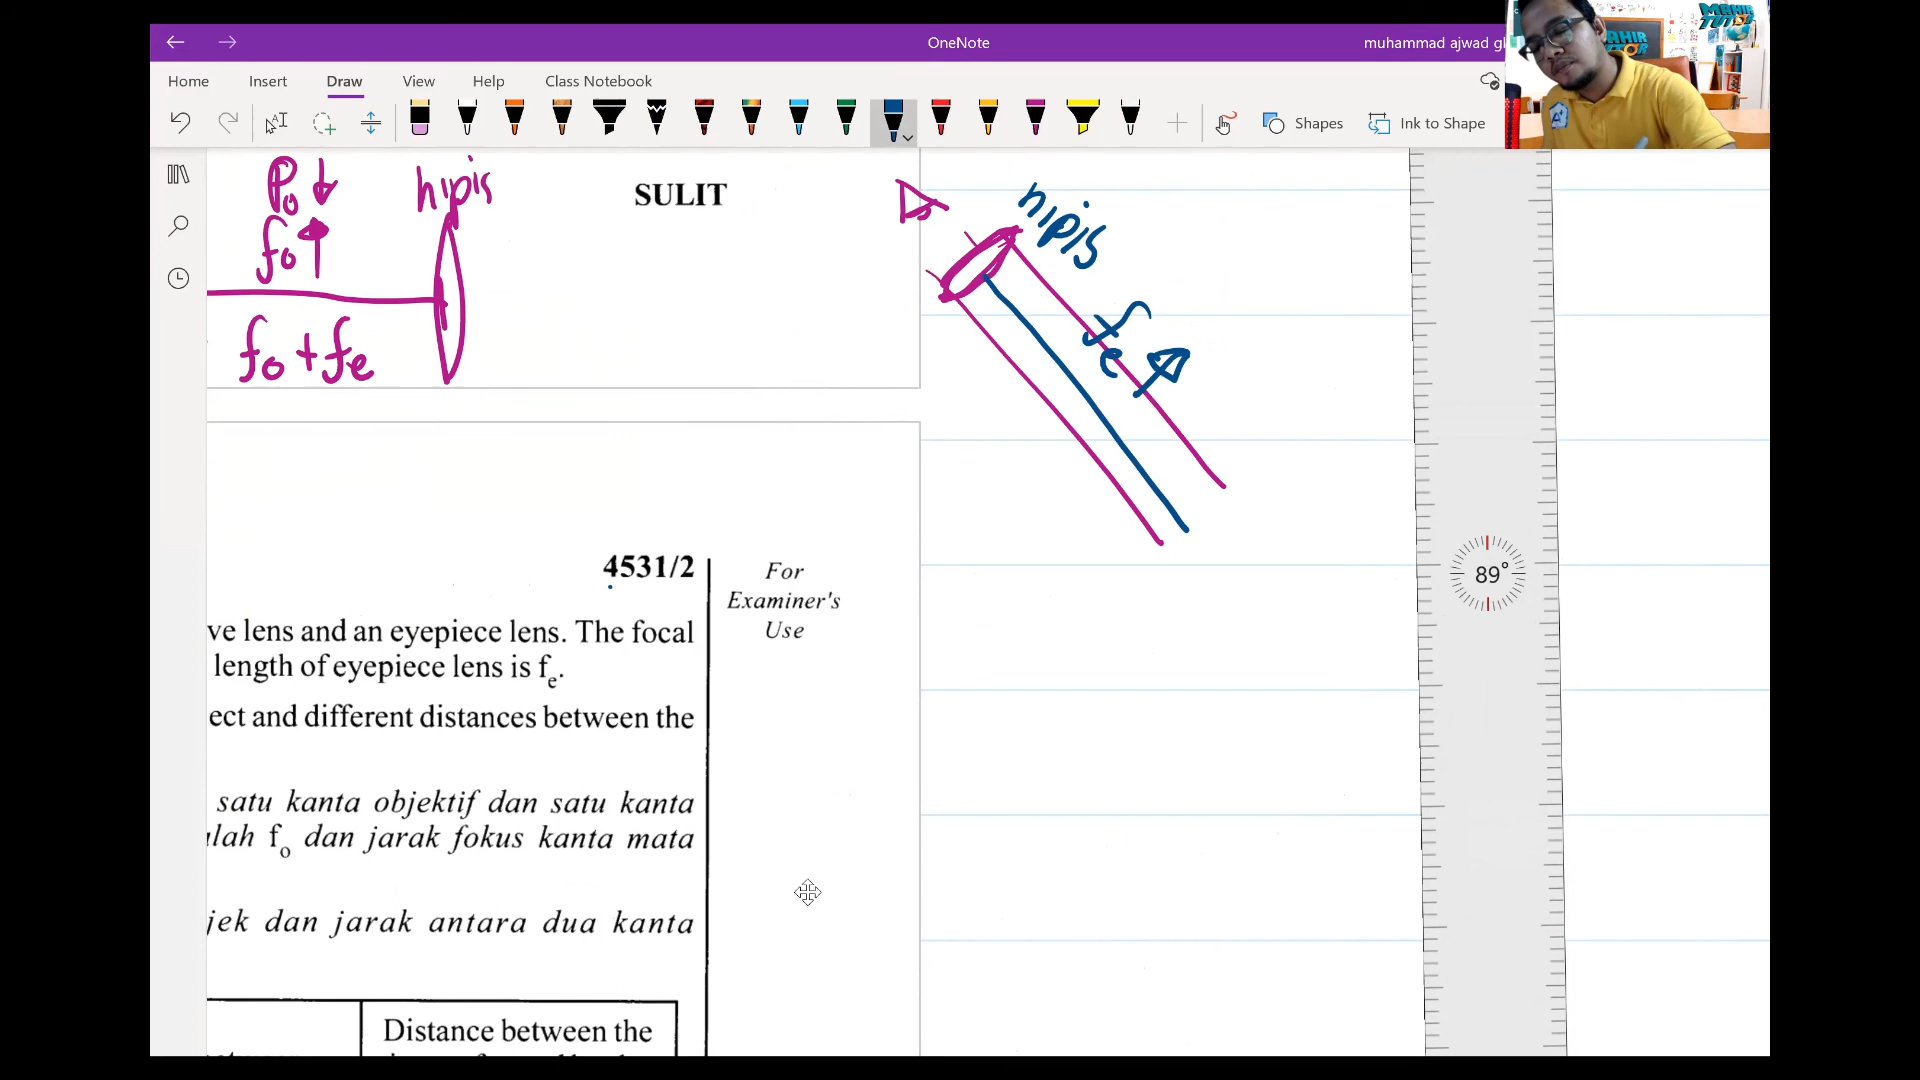 OneNote
muhammad ajwad g
MAHIR
TUTOR
Home Insert Draw View Help Class Notebook
Shapes Ink to Shape
Po ↓ hipis
fo ↑
fo + fe
SULIT
nipis
fe
4531/2
For
Examiner's
Use
ve lens and an eyepiece lens. The focal
length of eyepiece lens is fe.
ect and different distances between the
satu kanta objektif dan satu kanta
lah fo dan jarak fokus kanta mata
jek dan jarak antara dua kanta
Distance between the
89°